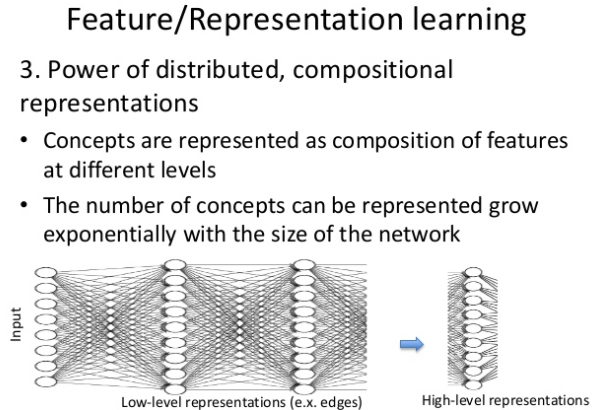 Feature/Representation learning
3. Power of distributed, compositional
representations
• Concepts are represented as composition of features
at different levels
• The number of concepts can be represented grow
exponentially with the size of the network
Input
Low-level representations (e.x. edges)
High-level representations